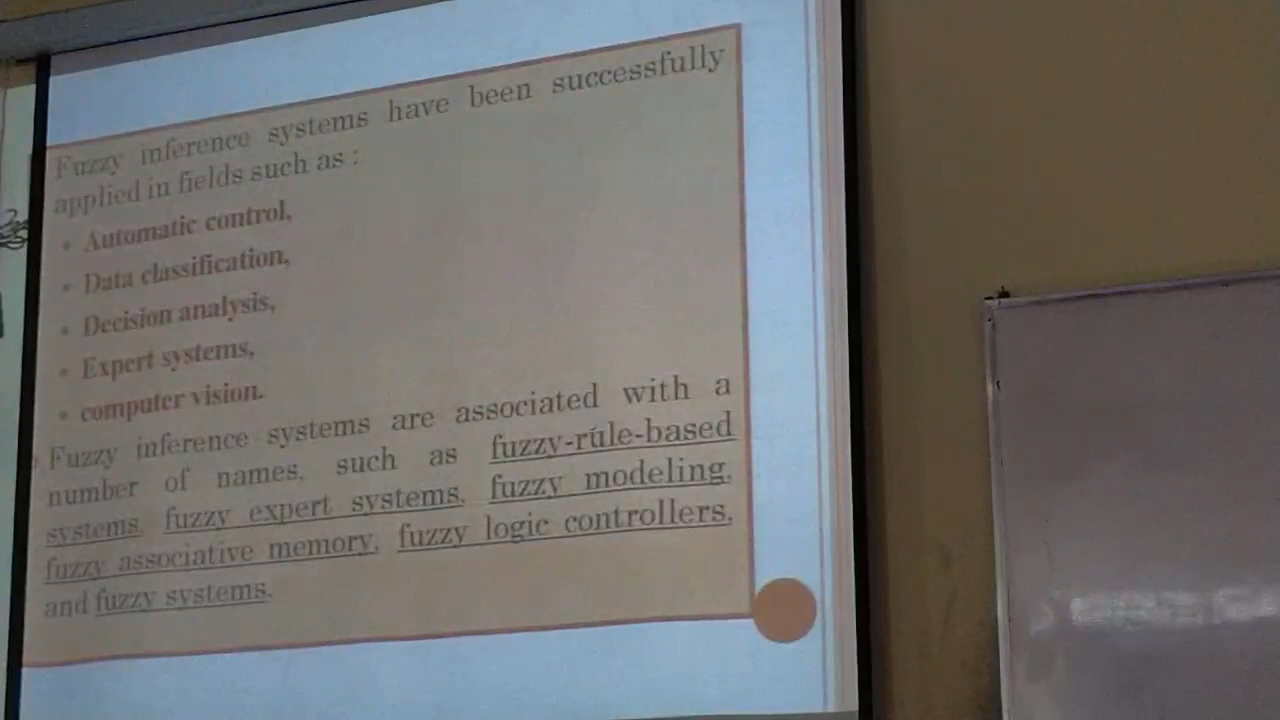 Fuzzy inference systems have been successfully
applied in fields such as :
• Automatic control,
• Data classification,
• Decision analysis,
• Expert systems,
• computer vision.
Fuzzy inference systems are associated with a
number of names, such as fuzzy-rule-based
systems, fuzzy expert systems, fuzzy modeling,
fuzzy associative memory, fuzzy logic controllers,
and fuzzy systems.